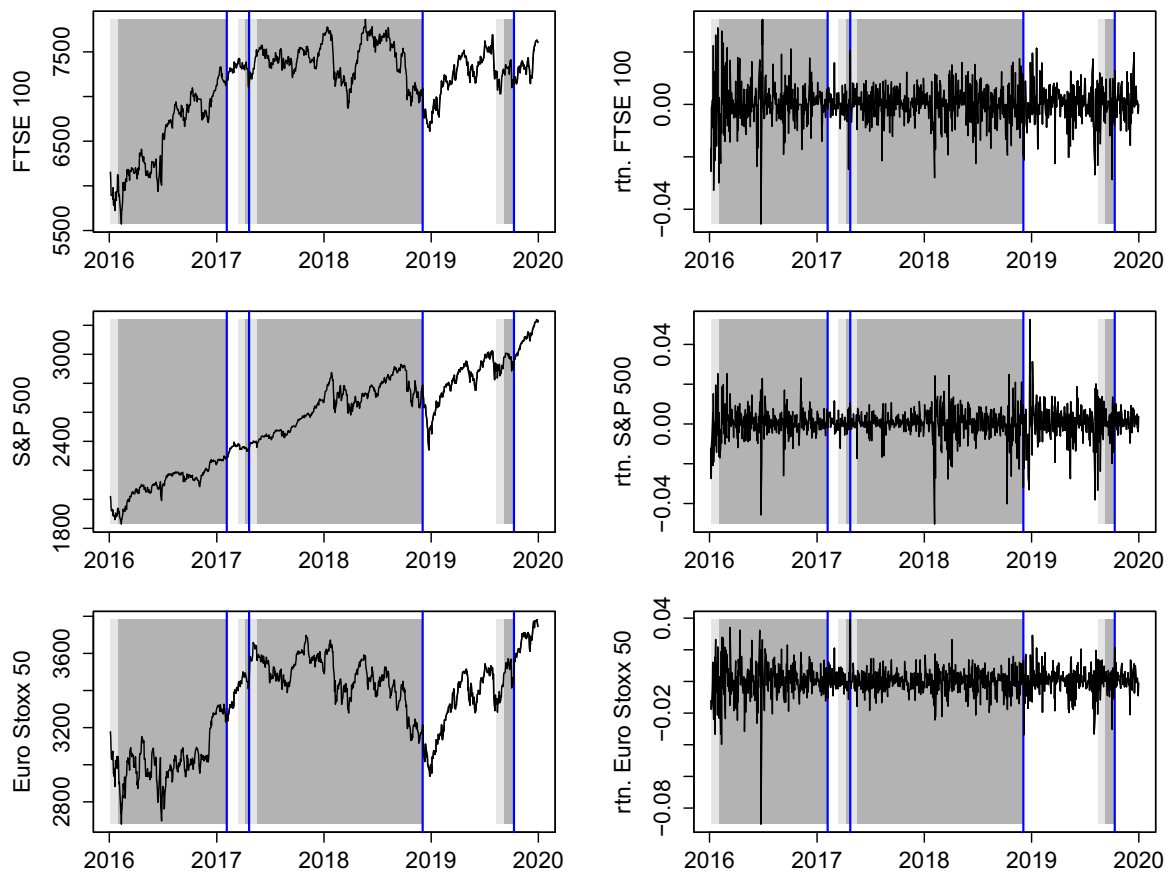 FTSE 100
5500 6500 7500
2016 2017 2018 2019 2020
rtn. FTSE 100
−0.04 0.00
2016 2017 2018 2019 2020
S&P 500
1800 2400 3000
2016 2017 2018 2019 2020
rtn. S&P 500
−0.04 0.00 0.04
2016 2017 2018 2019 2020
Euro Stoxx 50
2800 3200 3600
2016 2017 2018 2019 2020
rtn. Euro Stoxx 50
−0.08 −0.02 0.04
2016 2017 2018 2019 2020